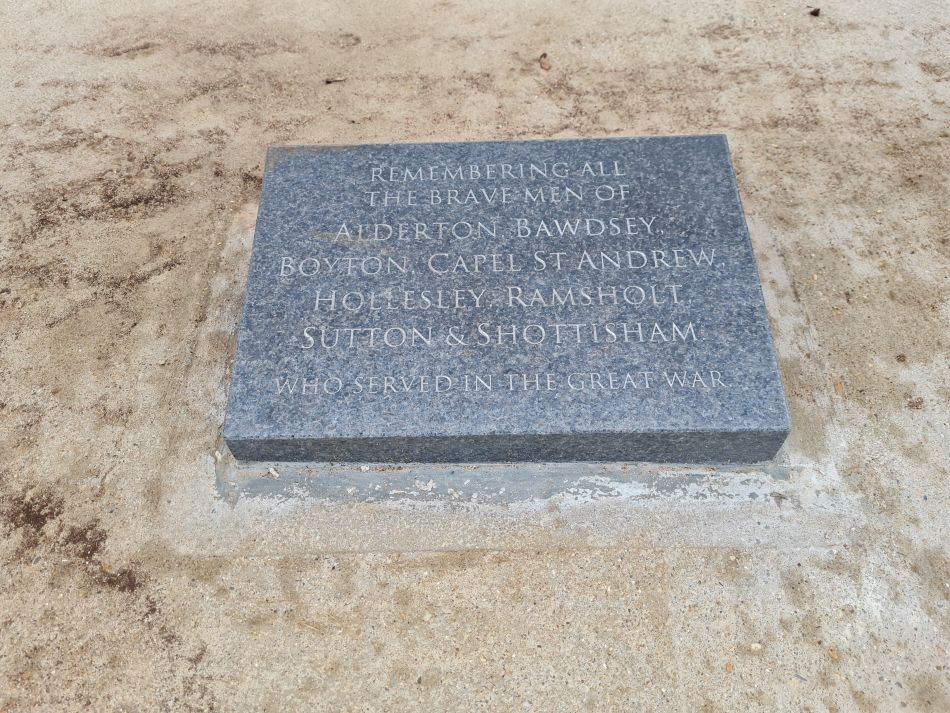 REMEMBERING ALL
THE BRAVE MEN OF
ALDERTON, BAWDSEY,
BOYTON, CAPEL ST ANDREW
HOLLESLEY, RAMSHOLT,
SUTTON & SHOTTISHAM
WHO SERVED IN THE GREAT WAR